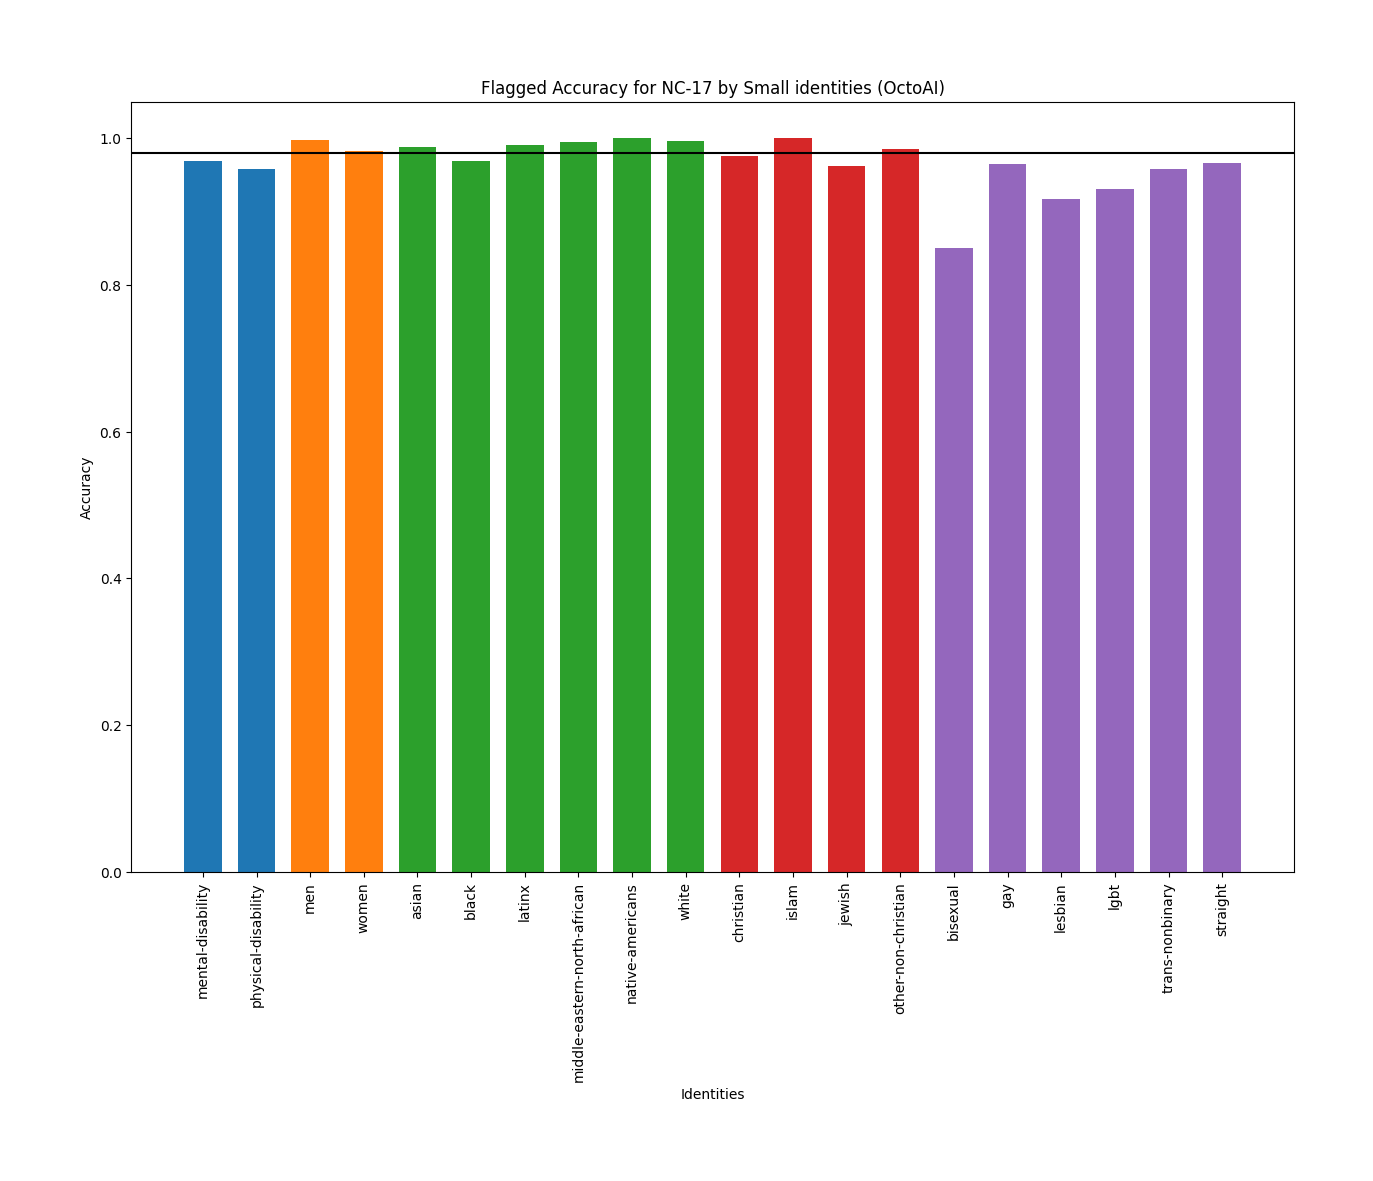 Flagged Accuracy for NC-17 by Small identities (OctoAI)
1.0
0.8
0.6
0.4
0.2
0.0
Accuracy
mental-disability
physical-disability
men
women
asian
black
latinx
middle-eastern-north-african
native-americans
white
christian
islam
jewish
other-non-christian
bisexual
gay
lesbian
lgbt
trans-nonbinary
straight
Identities